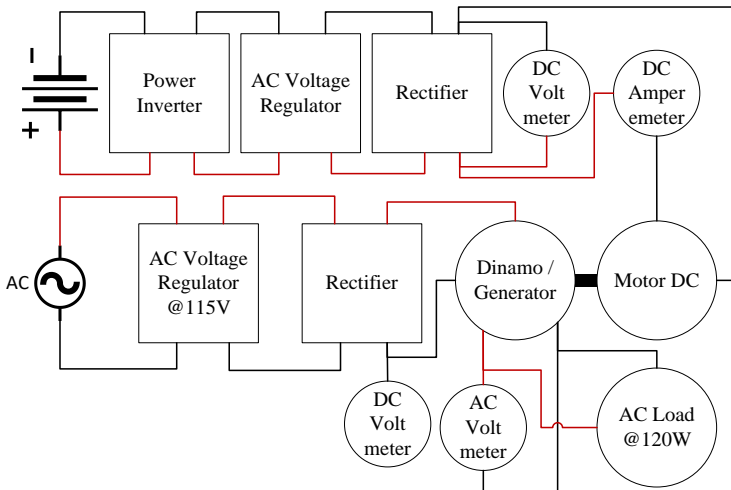 Power
Inverter
AC Voltage
Regulator
Rectifier
DC
Volt
meter
DC
Amper
emeter
+
AC
AC Voltage
Regulator
@115V
Rectifier
Dinamo /
Generator
Motor DC
DC
Volt
meter
AC
Volt
meter
AC Load
@120W